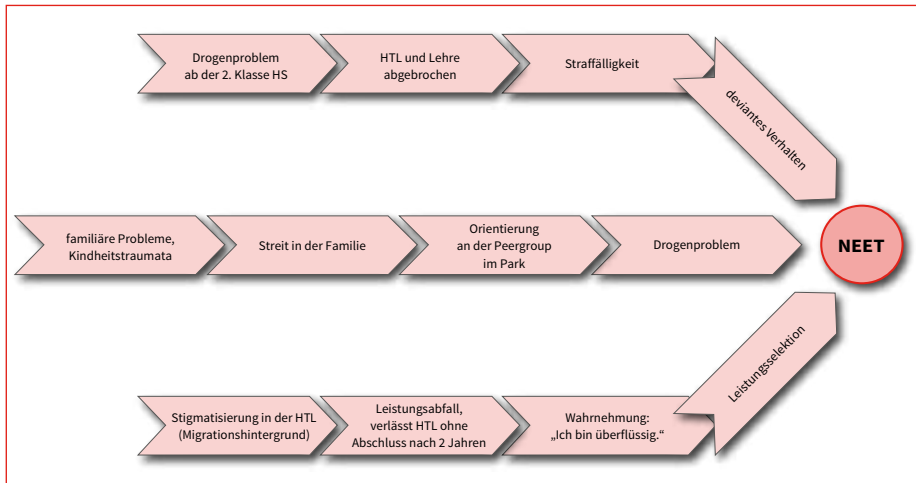 Drogenproblem
ab der 2. Klasse HS
HTL und Lehre
abgebrochen
Straffälligkeit
deviantes Verhalten
familiäre Probleme,
Kindheitstraumata
Streit in der Familie
Orientierung
an der Peergroup
im Park
Drogenproblem
NEET
Stigmatisierung in der HTL
(Migrationshintergrund)
Leistungsabfall,
verlässt HTL ohne
Abschluss nach 2 Jahren
Wahrnehmung:
„Ich bin überflüssig.“
Leistungsselektion